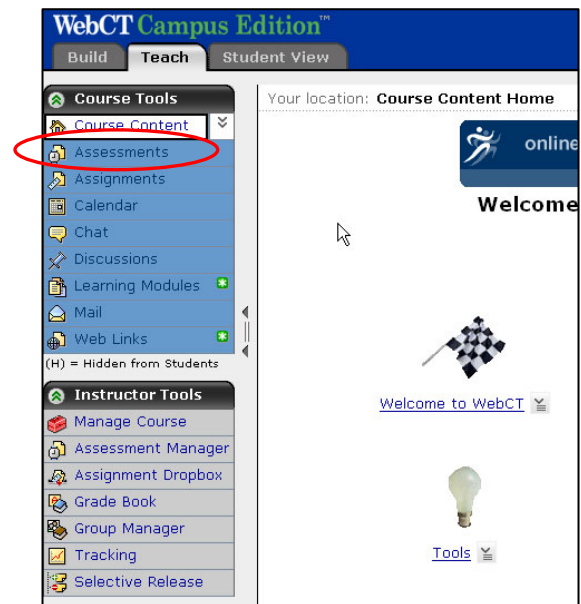 WebCT Campus Edition™
Build Teach Student View
Course Tools
Course Content
Assessments
Assignments
Calendar
Chat
Discussions
Learning Modules
Mail
Web Links
(H) = Hidden from Students
Instructor Tools
Manage Course
Assessment Manager
Assignment Dropbox
Grade Book
Group Manager
Tracking
Selective Release
Your location: Course Content Home
online
Welcome
Welcome to WebCT
Tools